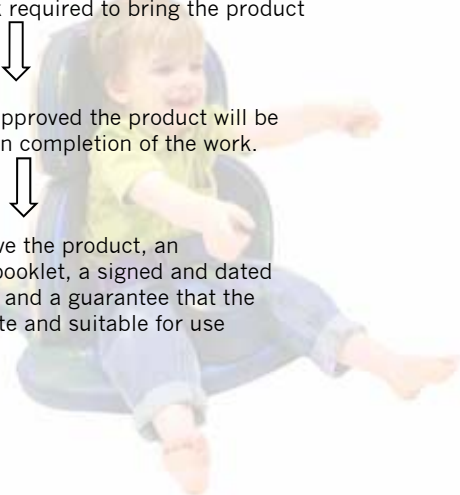 required to bring the product
pproved the product will be
n completion of the work.
ve the product, an
booklet, a signed and dated
and a guarantee that the
te and suitable for use